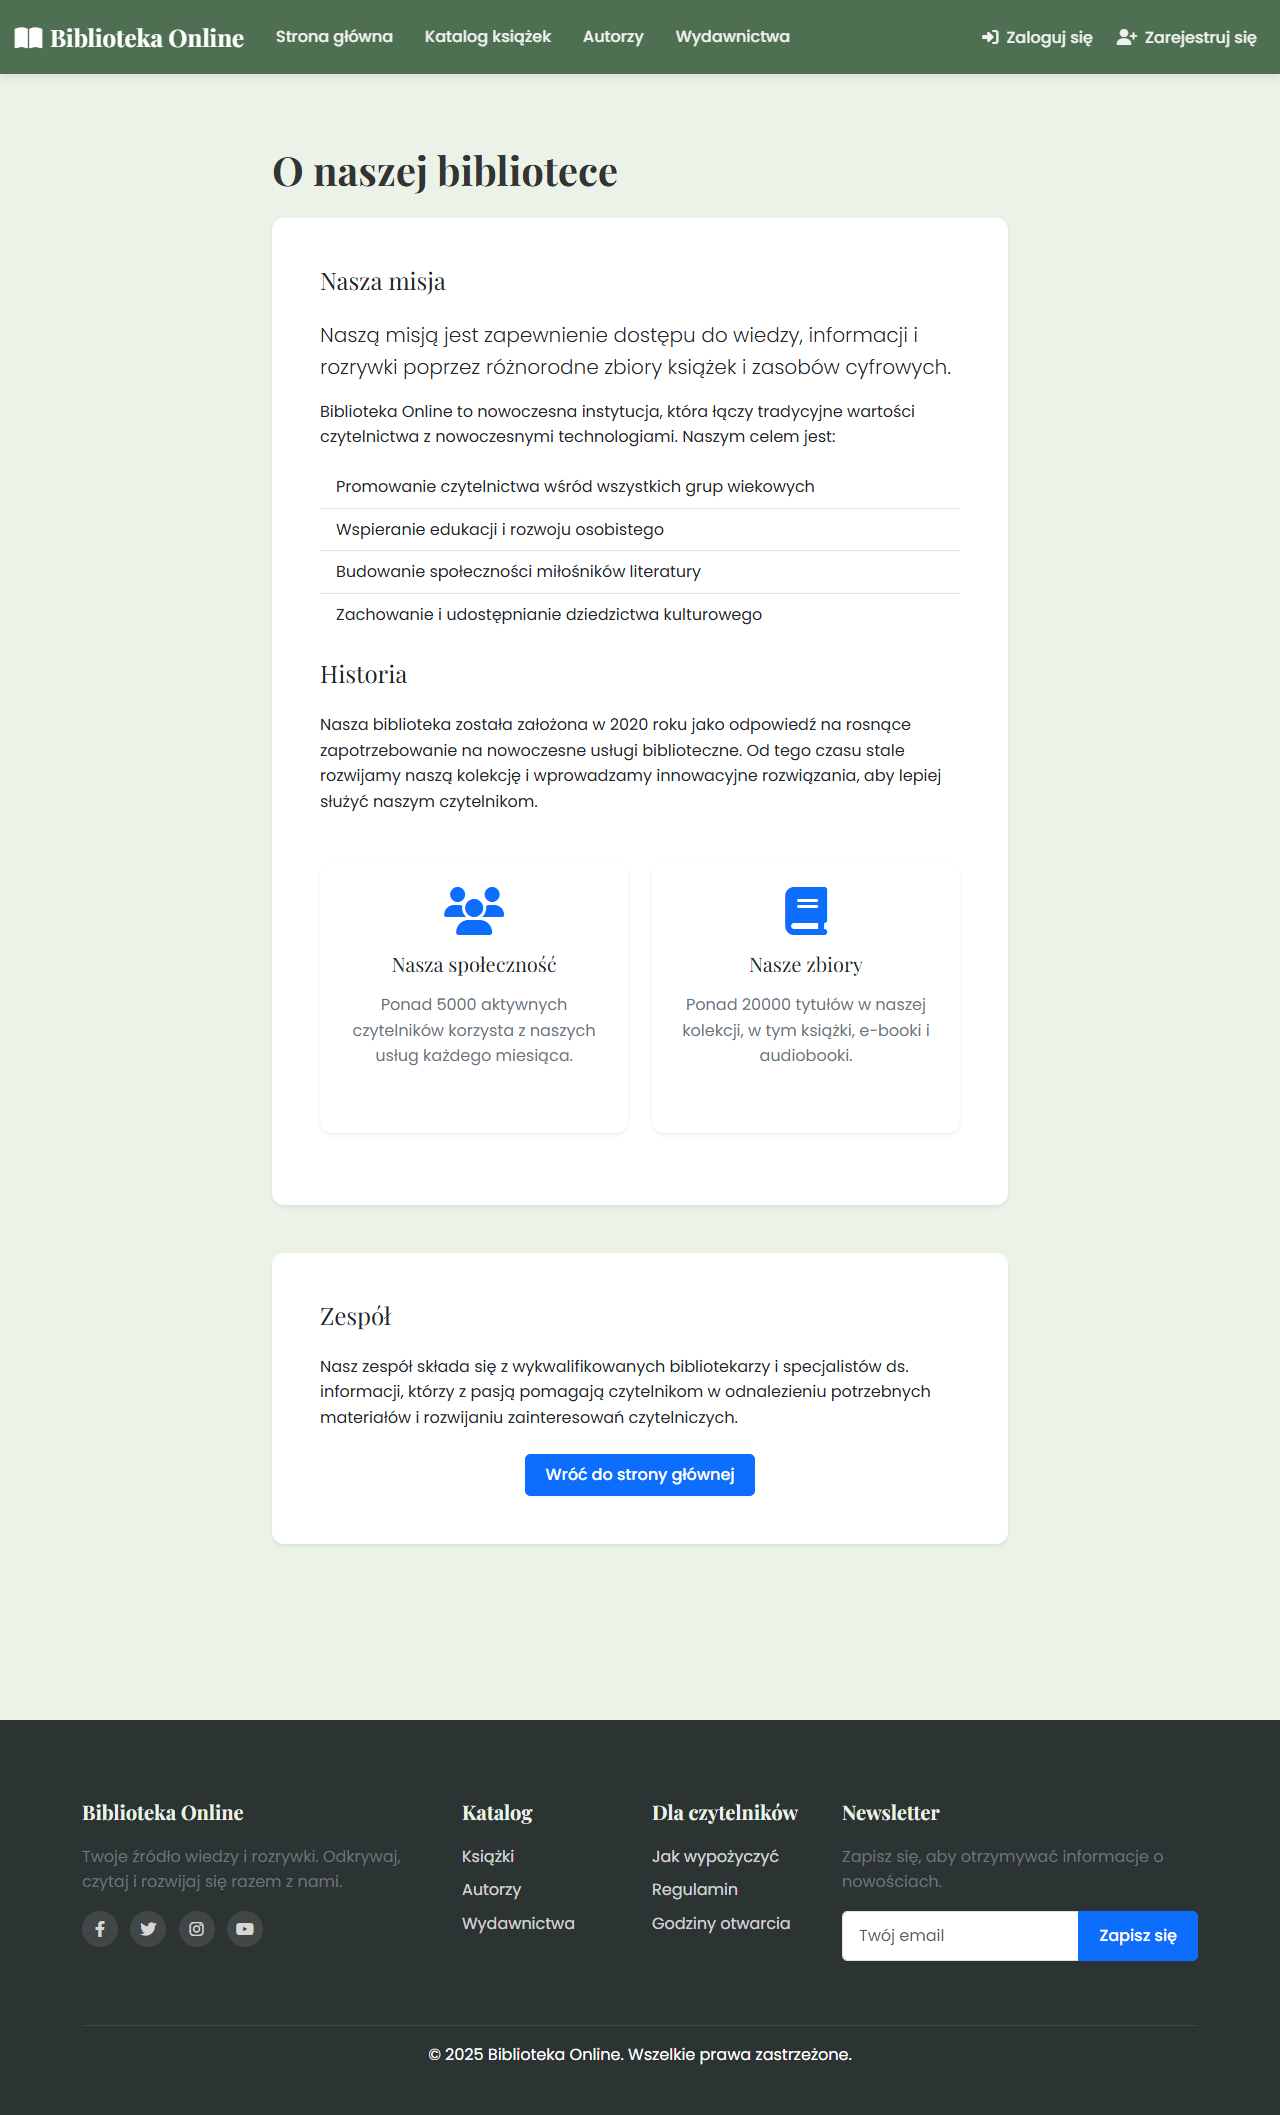 Biblioteka Online
Strona główna
Katalog książek
Autorzy
Wydawnictwa
Zaloguj się
Zarejestruj się
O naszej bibliotece
Nasza misja
Naszą misją jest zapewnienie dostępu do wiedzy, informacji i
rozrywki poprzez różnorodne zbiory książek i zasobów cyfrowych.
Biblioteka Online to nowoczesna instytucja, która łączy tradycyjne wartości
czytelnictwa z nowoczesnymi technologiami. Naszym celem jest:
Promowanie czytelnictwa wśród wszystkich grup wiekowych
Wspieranie edukacji i rozwoju osobistego
Budowanie społeczności miłośników literatury
Zachowanie i udostępnianie dziedzictwa kulturowego
Historia
Nasza biblioteka została założona w 2020 roku jako odpowiedź na rosnące
zapotrzebowanie na nowoczesne usługi biblioteczne. Od tego czasu stale
rozwijamy naszą kolekcję i wprowadzamy innowacyjne rozwiązania, aby lepiej
służyć naszym czytelnikom.
Nasza społeczność
Ponad 5000 aktywnych
czytelników korzysta z naszych
usług każdego miesiąca.
Nasze zbiory
Ponad 20000 tytułów w naszej
kolekcji, w tym książki, e-booki i
audiobooki.
Zespół
Nasz zespół składa się z wykwalifikowanych bibliotekarzy i specjalistów ds.
informacji, którzy z pasją pomagają czytelnikom w odnalezieniu potrzebnych
materiałów i rozwijaniu zainteresowań czytelniczych.
Wróć do strony głównej
Biblioteka Online
Twoje źródło wiedzy i rozrywki. Odkrywaj,
czytaj i rozwijaj się razem z nami.
Katalog
Książki
Autorzy
Wydawnictwa
Dla czytelników
Jak wypożyczyć
Regulamin
Godziny otwarcia
Newsletter
Zapisz się, aby otrzymywać informacje o
nowościach.
Twój email
Zapisz się
© 2025 Biblioteka Online. Wszelkie prawa zastrzeżone.